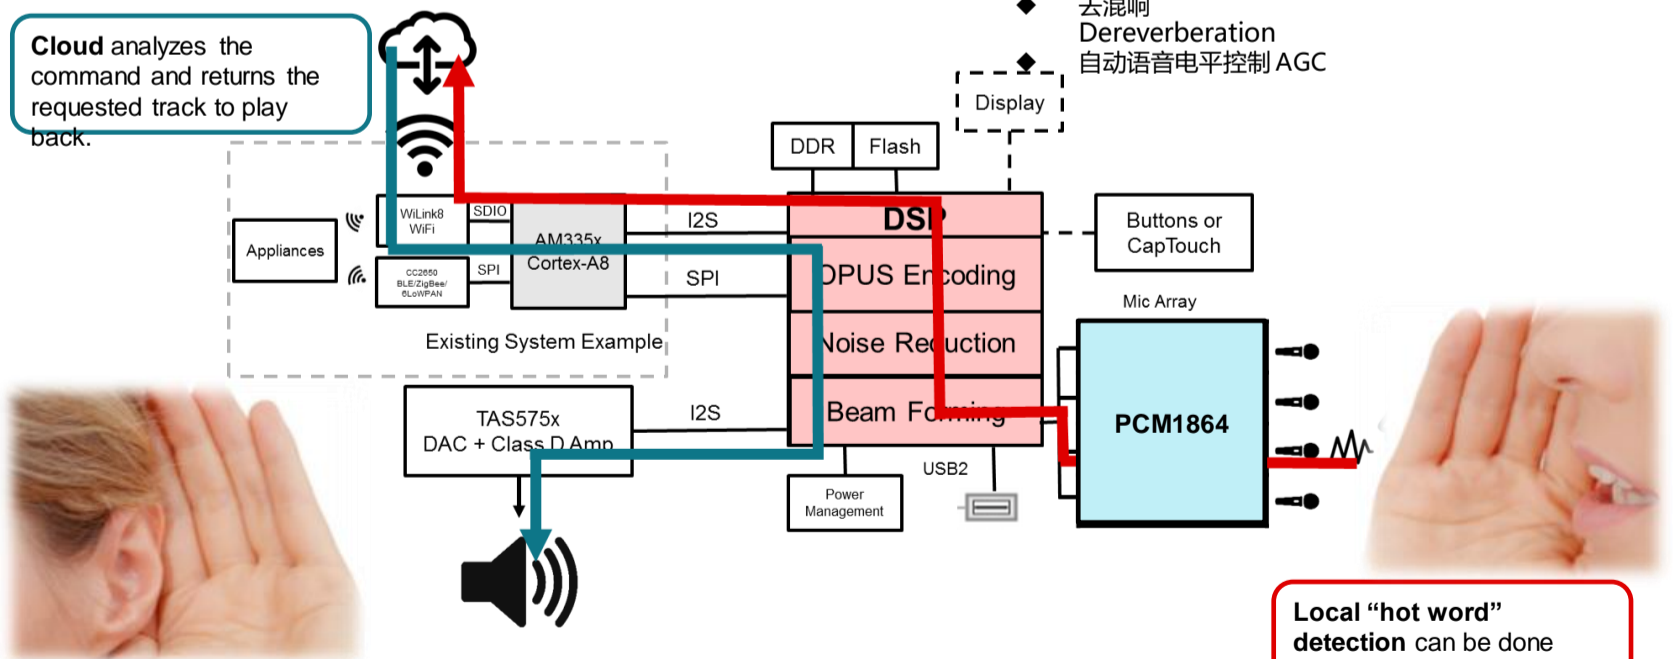 去混响
Dereverberation
自动语音电平控制 AGC
Cloud analyzes the
command and returns the
requested track to play
back.
Display
DDR
Flash
WiLink8
WiFi
SDIO
I2S
DSP
Buttons or
CapTouch
Appliances
AM335x
Cortex-A8
CC2650
BLE/ZigBee/
6LoWPAN
SPI
SPI
OPUS Encoding
Mic Array
Existing System Example
Noise Reduction
TAS575x
DAC + Class D Amp
I2S
Beam Forming
PCM1864
USB2
Power
Management
Local “hot word”
detection can be done